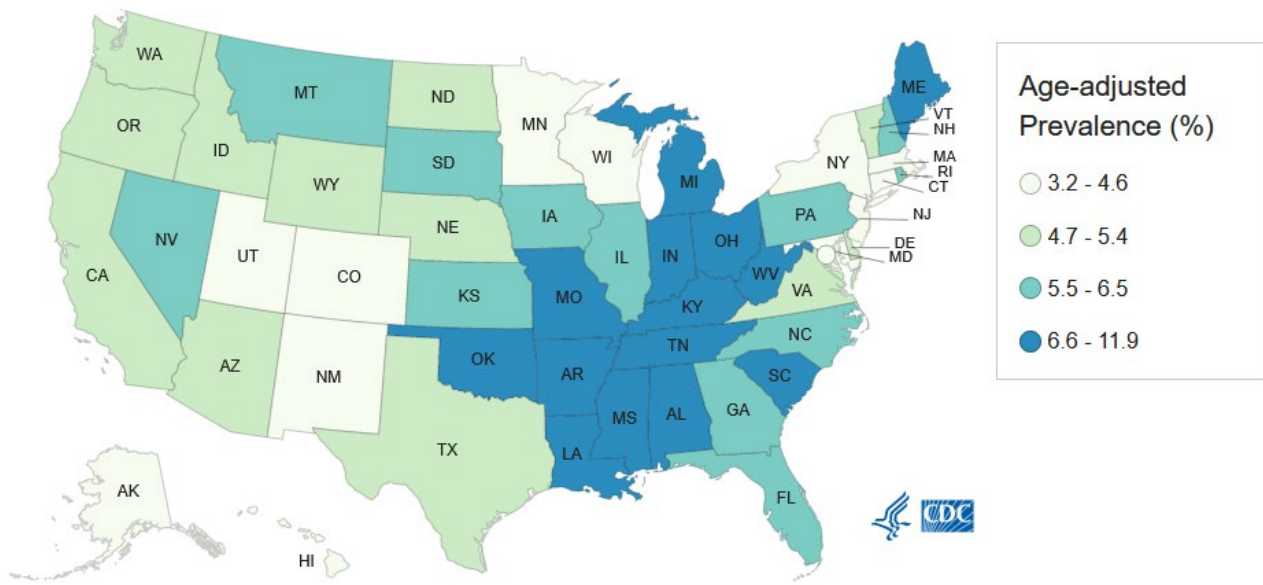 WA
MT
ND
MN
ME
VT
NH
OR
ID
WY
SD
WI
MI
NY
MA
RI
CT
NJ
NV
UT
CO
NE
IA
IL
IN
OH
PA
DE
MD
CA
AZ
NM
KS
MO
KY
WV
VA
OK
AR
TN
NC
SC
TX
LA
MS
AL
GA
FL
AK
HI
CDC
Age-adjusted
Prevalence (%)
3.2 - 4.6
4.7 - 5.4
5.5 - 6.5
6.6 - 11.9